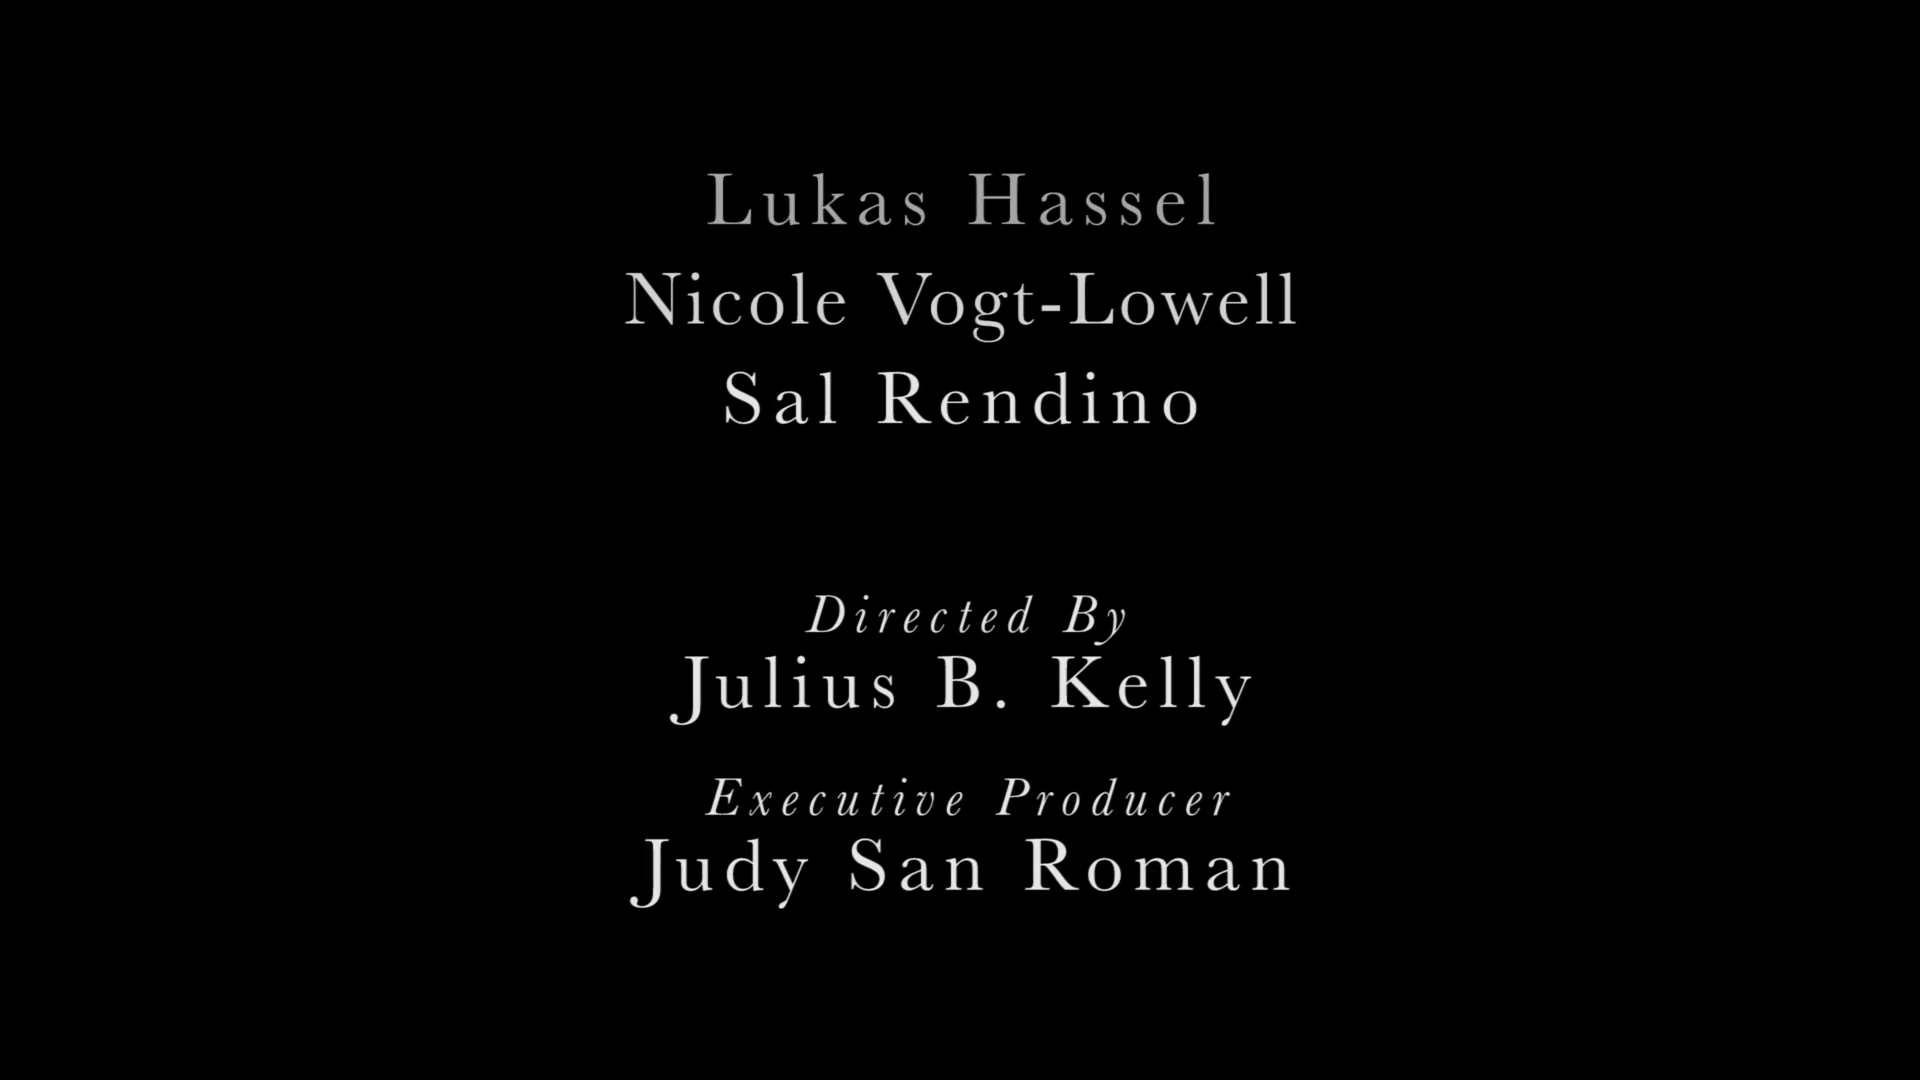 Lukas Hassel
Nicole Vogt-Lowell
Sal Rendino
Directed By
Julius B. Kelly
Executive Producer
Judy San Roman